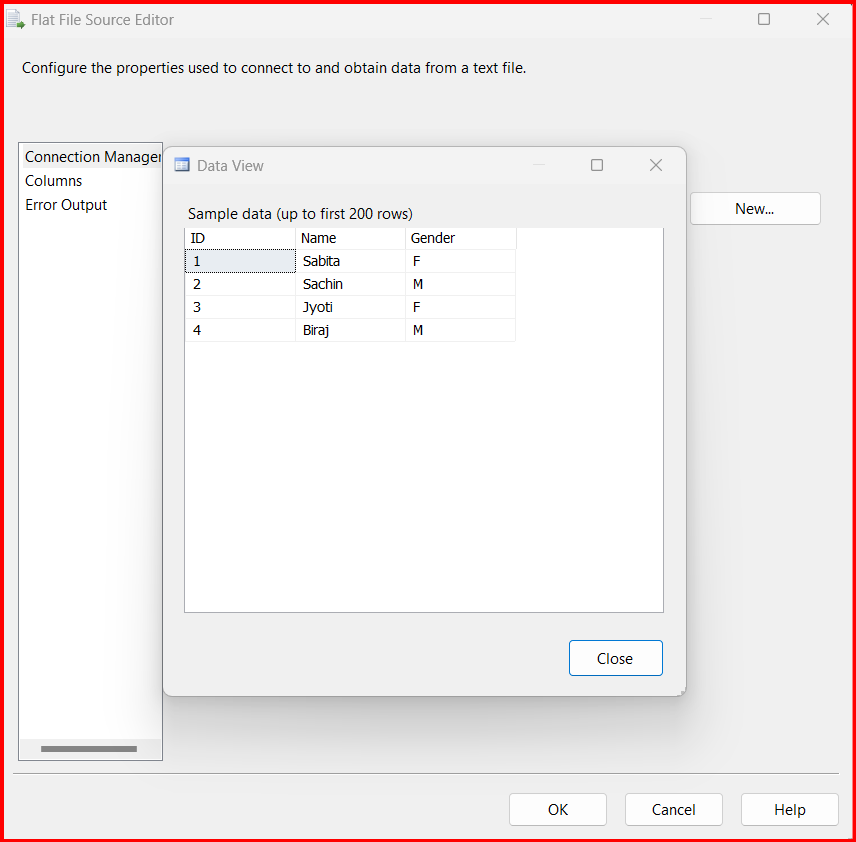 Flat File Source Editor
Configure the properties used to connect to and obtain data from a text file.
Connection Manager
Columns
Error Output
Data View
Sample data (up to first 200 rows)
ID Name Gender
1 Sabita F
2 Sachin M
3 Jyoti F
4 Biraj M
Close
New...
OK Cancel Help